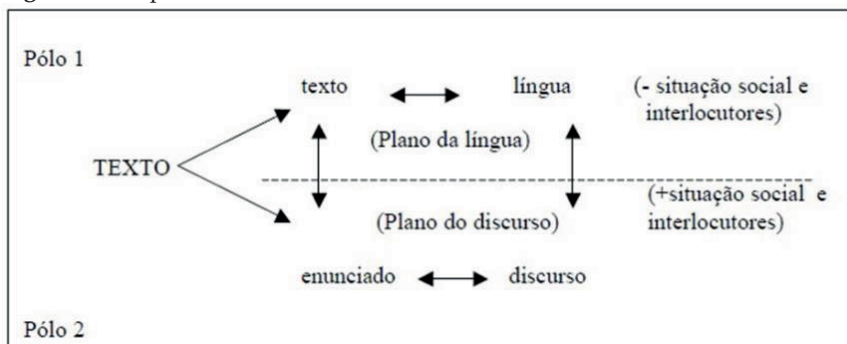 Pólo 1
texto língua (- situação social e
interlocutores)
(Plano da língua)
TEXTO
(+situação social e
(Plano do discurso) interlocutores)
enunciado discurso
Pólo 2